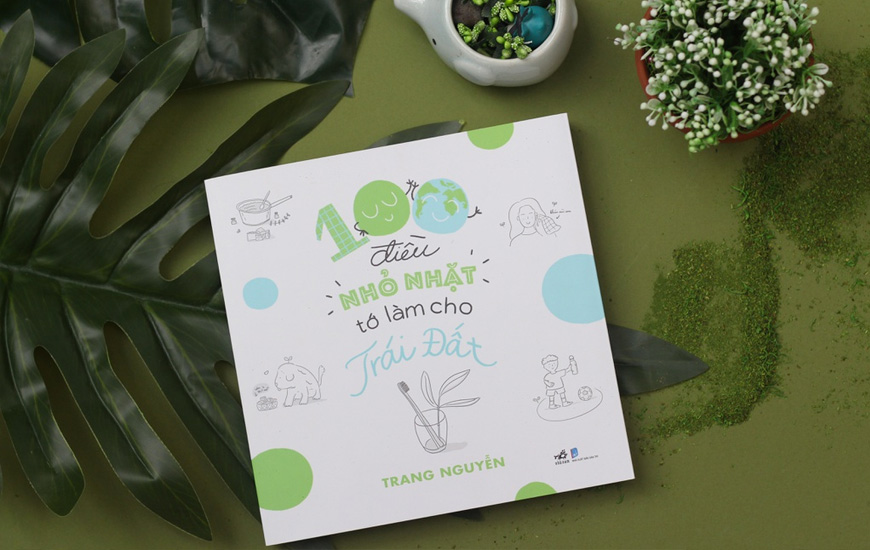 100
điều
NHỎ NHẶT
tớ làm cho
Trái Đất
TRANG NGUYỄN